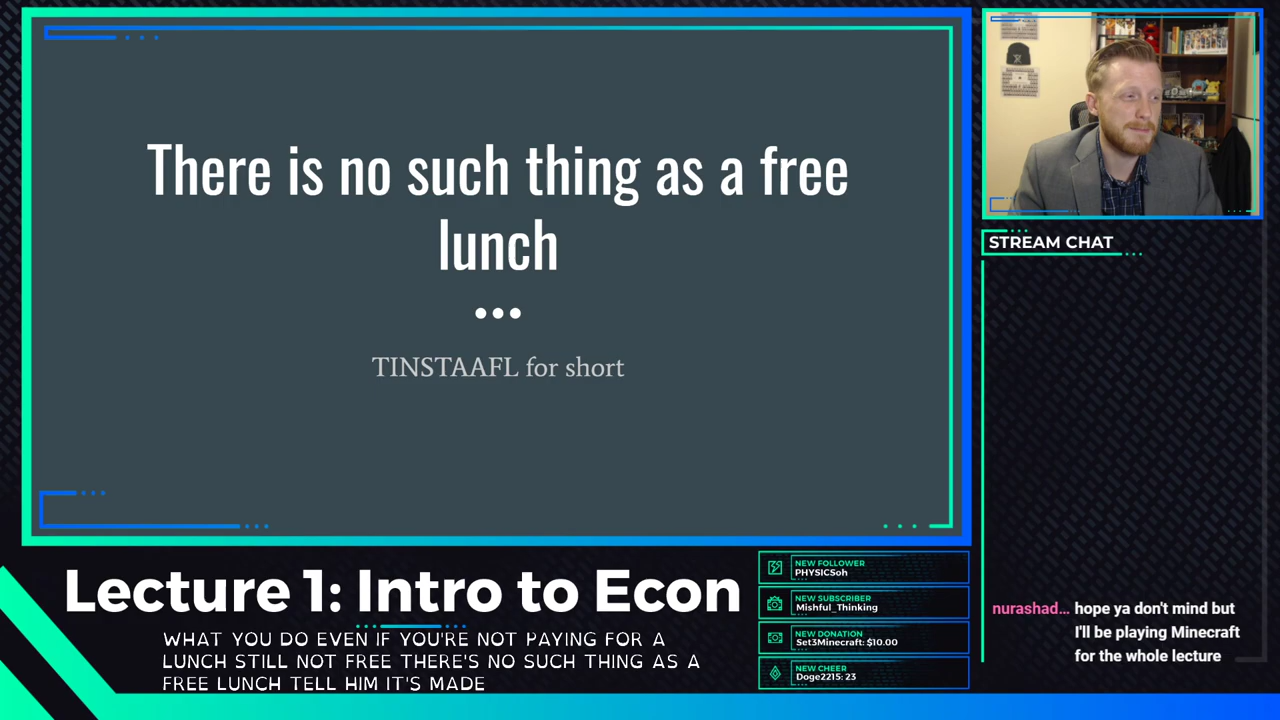 There is no such thing as a free
lunch
TINSTAAFL for short
STREAM CHAT
nurashad... hope ya don't mind but
I'll be playing Minecraft
for the whole lecture
Lecture 1: Intro to Econ
WHAT YOU DO EVEN IF YOU'RE NOT PAYING FOR A
LUNCH STILL NOT FREE THERE'S NO SUCH THING AS A
FREE LUNCH TELL HIM IT'S MADE
NEW FOLLOWER
PHYSICSoh
NEW SUBSCRIBER
Mishful_Thinking
NEW DONATION
Set3Minecraft: $10.00
NEW CHEER
Doge2215: 23